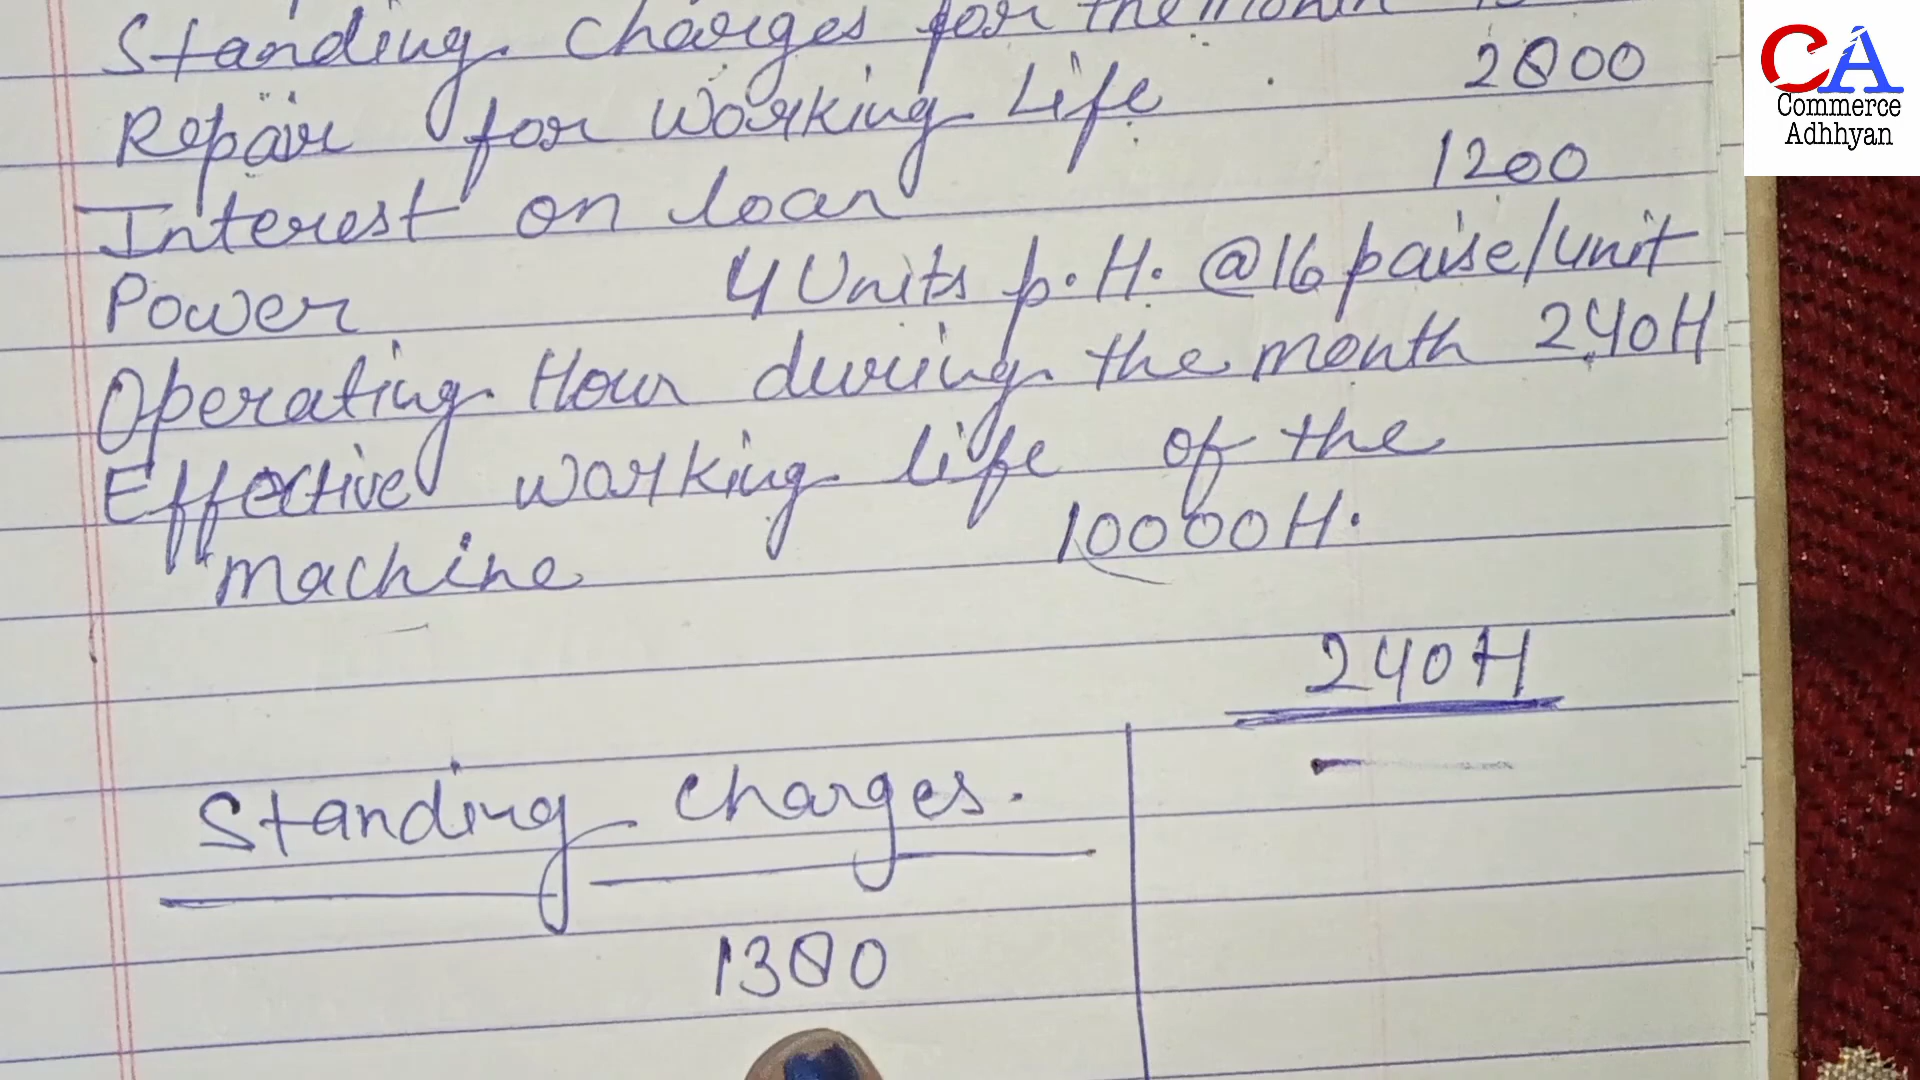 Standing Charges for the month
Repair for Working Life 2000
Interest on loan 1200
Power 4 Units p.H. @ 16 paise/unit
Operating Hour during the month 240H
Effective working life of the
machine 10000H.
240H
Standing Charges.
1300
CA
Commerce
Adhhyan